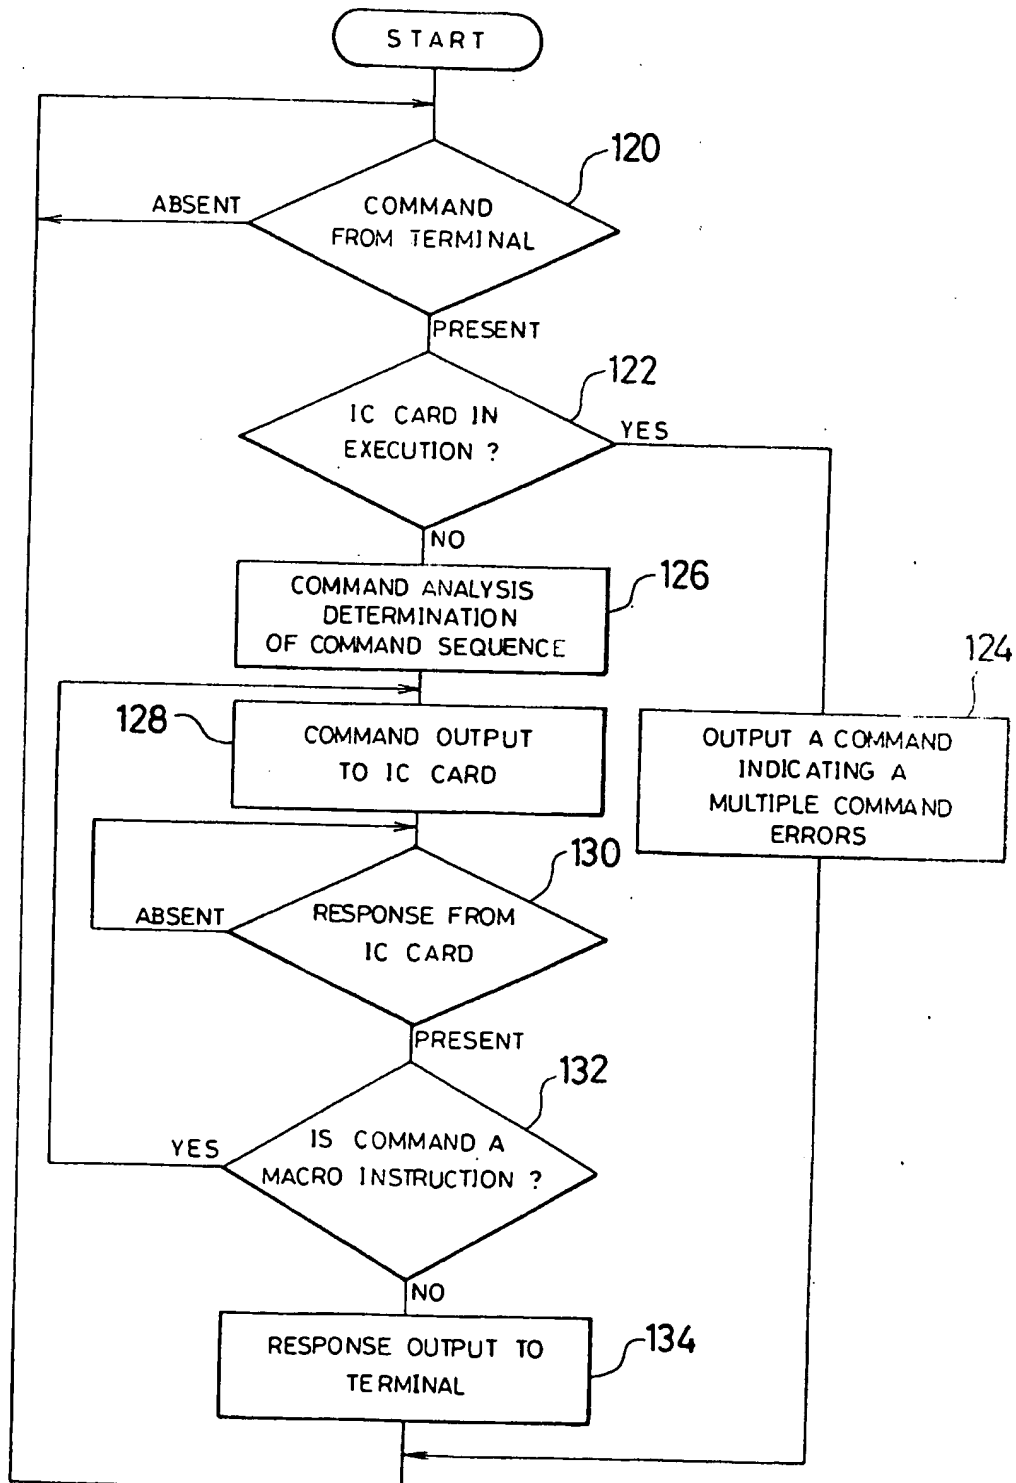 START
120
ABSENT
COMMAND
FROM TERMINAL
PRESENT
122
IC CARD IN
EXECUTION ?
YES
NO
126
COMMAND ANALYSIS
DETERMINATION
OF COMMAND SEQUENCE
124
128
COMMAND OUTPUT
TO IC CARD
OUTPUT A COMMAND
INDICATING A
MULTIPLE COMMAND
ERRORS
130
ABSENT
RESPONSE FROM
IC CARD
PRESENT
132
YES
IS COMMAND A
MACRO INSTRUCTION ?
NO
RESPONSE OUTPUT TO
TERMINAL
134